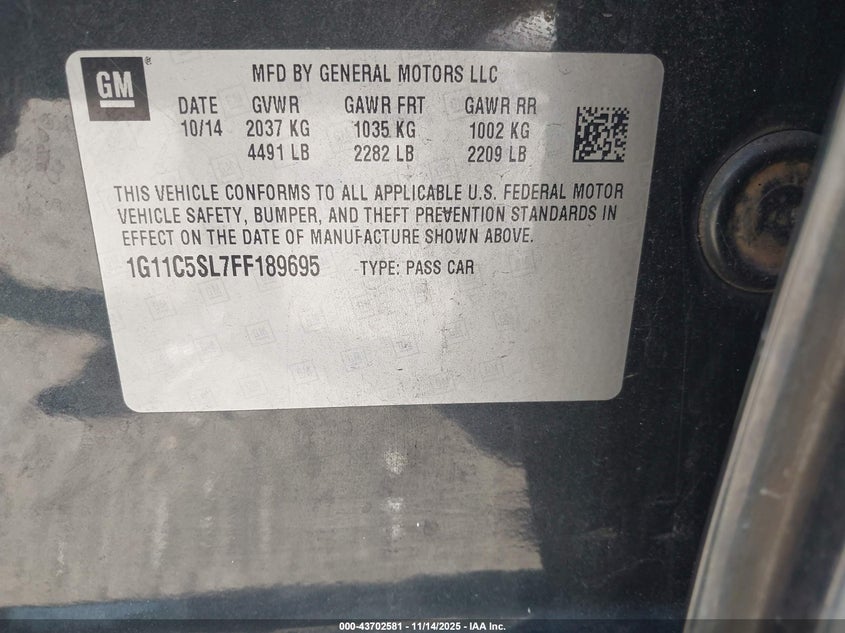 GM
MFD BY GENERAL MOTORS LLC
DATE GVWR GAWR FRT GAWR RR
10/14 2037 KG 1035 KG 1002 KG
4491 LB 2282 LB 2209 LB
THIS VEHICLE CONFORMS TO ALL APPLICABLE U.S. FEDERAL MOTOR
VEHICLE SAFETY, BUMPER, AND THEFT PREVENTION STANDARDS IN
EFFECT ON THE DATE OF MANUFACTURE SHOWN ABOVE.
1G11C5SL7FF189695 TYPE: PASS CAR
000-43702581 - 11/14/2025 - IAA Inc.